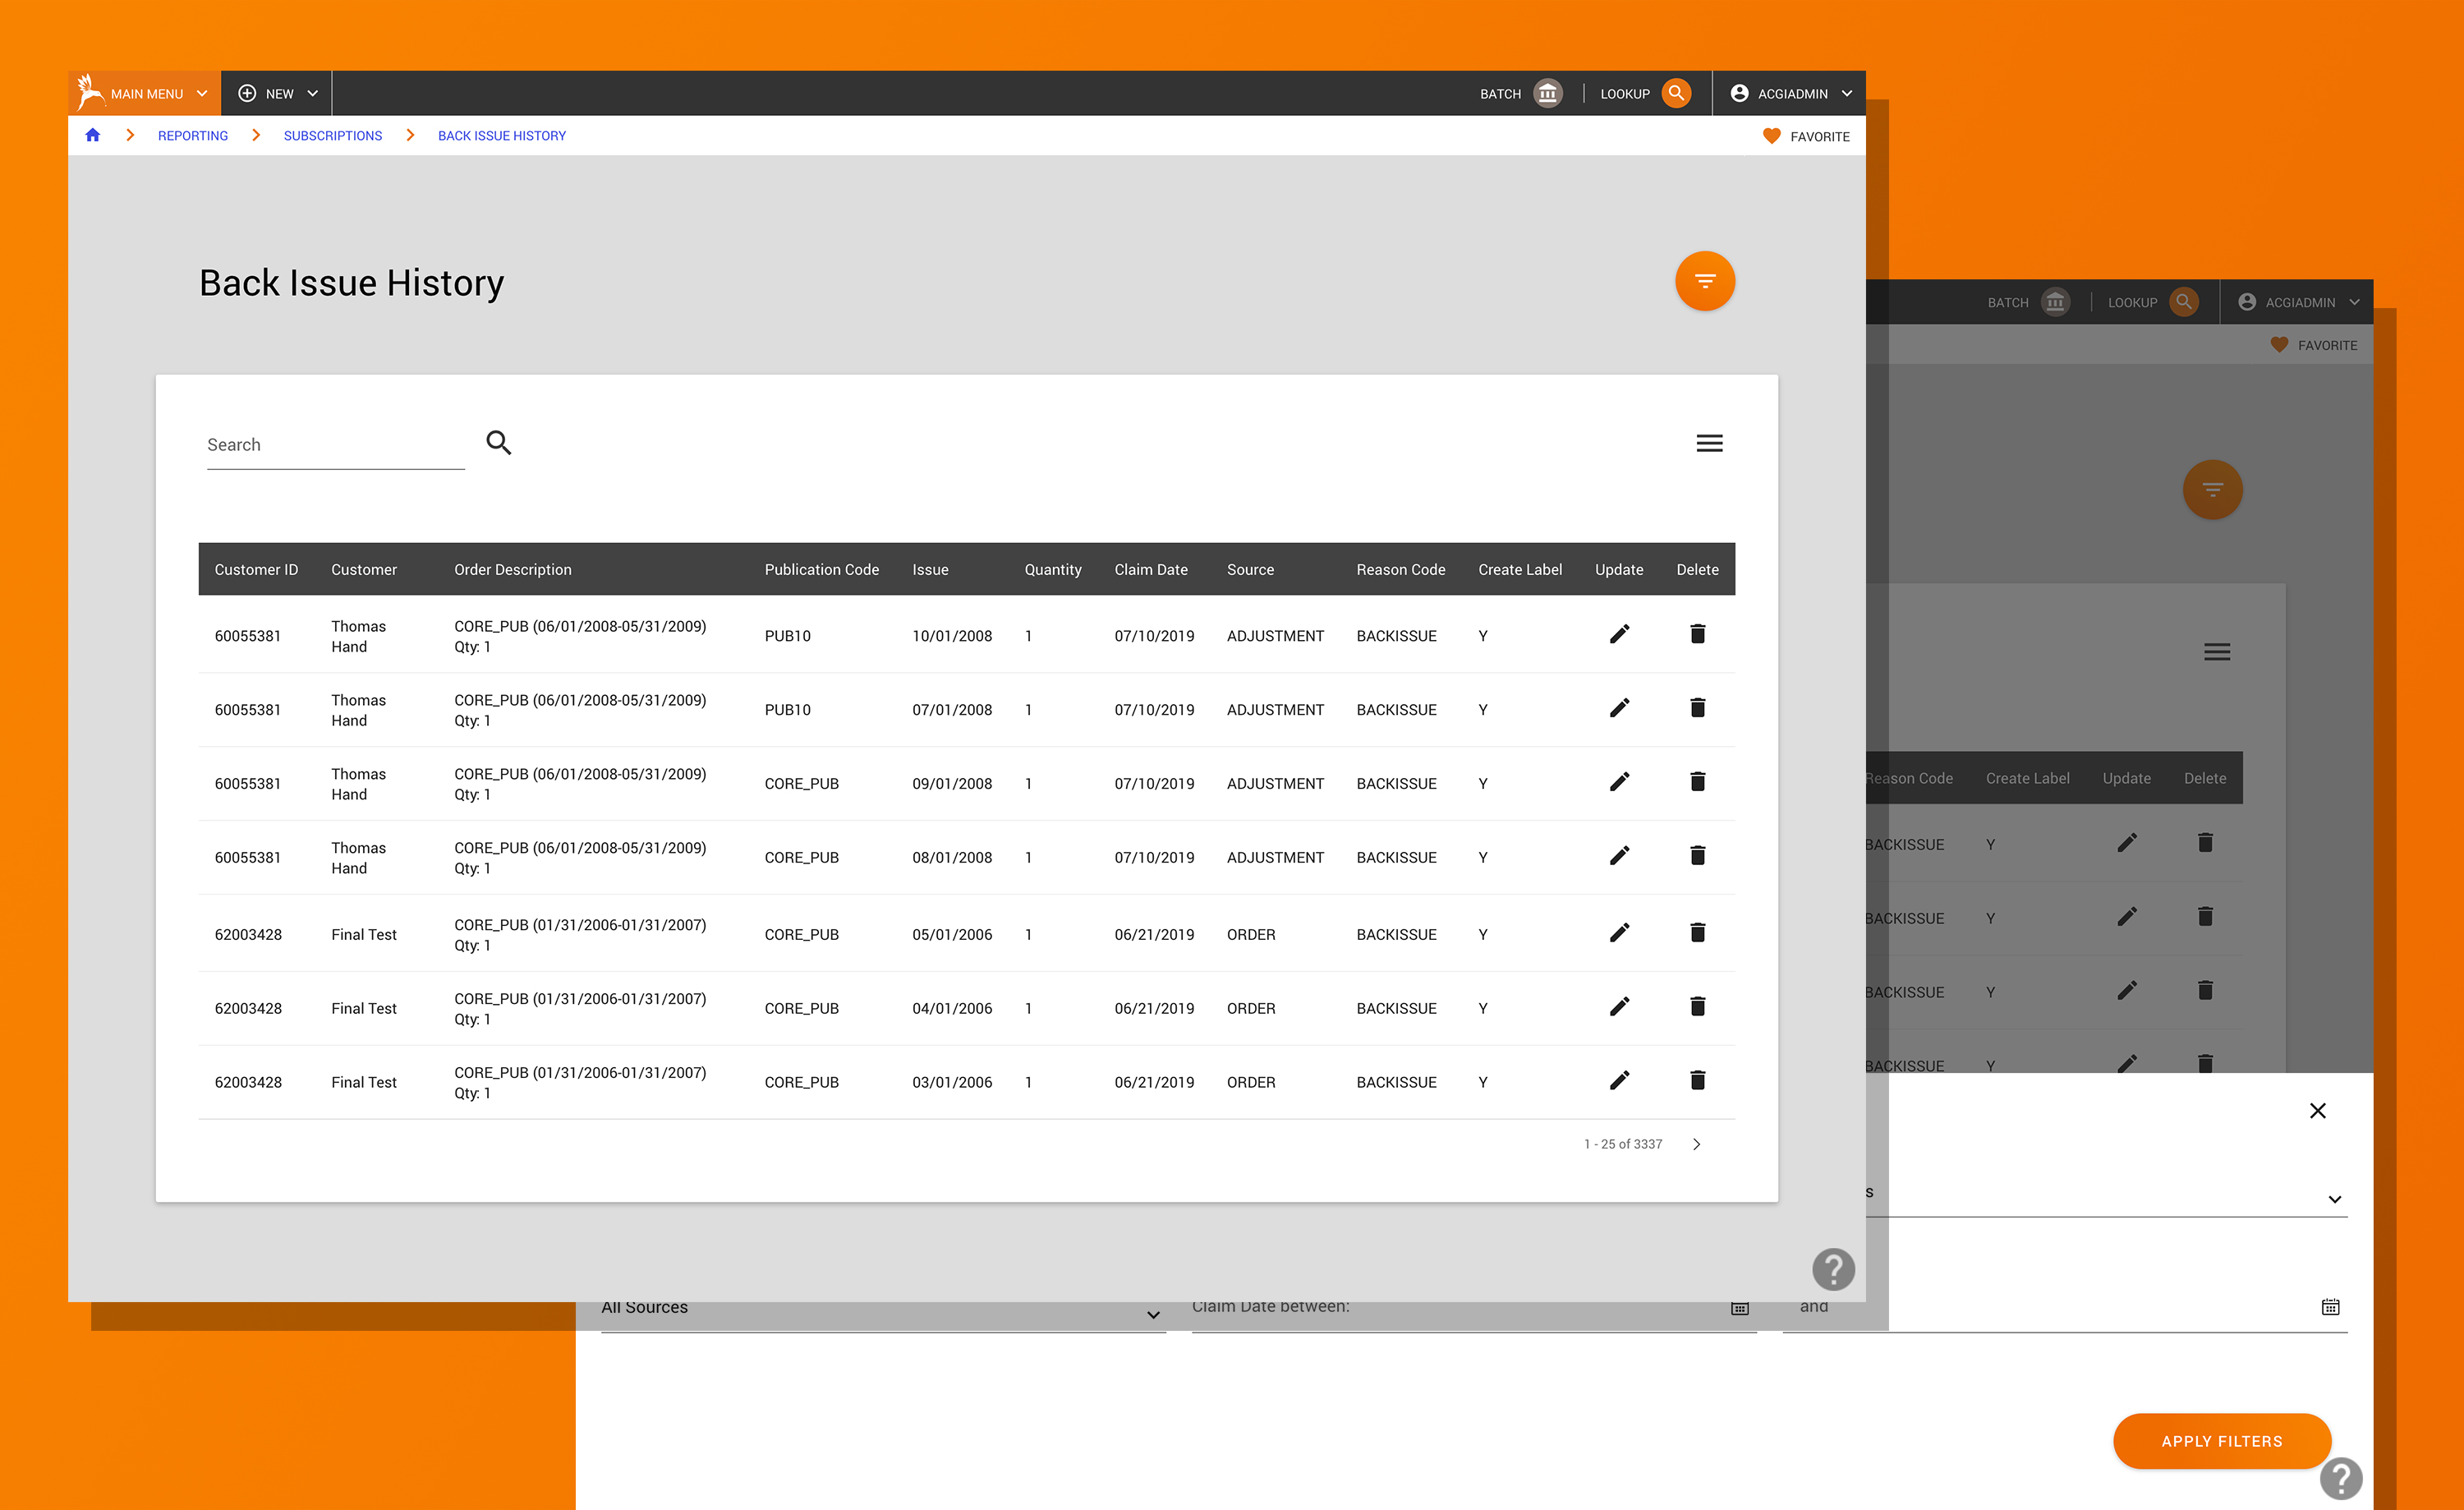 MAIN MENU NEW BATCH LOOKUP ACGIADMIN
REPORTING SUBSCRIPTIONS BACK ISSUE HISTORY FAVORITE
Back Issue History
Search
Customer ID Customer Order Description Publication Code Issue Quantity Claim Date Source Reason Code Create Label Update Delete
60055381 Thomas Hand CORE_PUB (06/01/2008-05/31/2009) Qty: 1 PUB10 10/01/2008 1 07/10/2019 ADJUSTMENT BACKISSUE Y
60055381 Thomas Hand CORE_PUB (06/01/2008-05/31/2009) Qty: 1 PUB10 07/01/2008 1 07/10/2019 ADJUSTMENT BACKISSUE Y
60055381 Thomas Hand CORE_PUB (06/01/2008-05/31/2009) Qty: 1 CORE_PUB 09/01/2008 1 07/10/2019 ADJUSTMENT BACKISSUE Y
60055381 Thomas Hand CORE_PUB (06/01/2008-05/31/2009) Qty: 1 CORE_PUB 08/01/2008 1 07/10/2019 ADJUSTMENT BACKISSUE Y
62003428 Final Test CORE_PUB (01/31/2006-01/31/2007) Qty: 1 CORE_PUB 05/01/2006 1 06/21/2019 ORDER BACKISSUE Y
62003428 Final Test CORE_PUB (01/31/2006-01/31/2007) Qty: 1 CORE_PUB 04/01/2006 1 06/21/2019 ORDER BACKISSUE Y
62003428 Final Test CORE_PUB (01/31/2006-01/31/2007) Qty: 1 CORE_PUB 03/01/2006 1 06/21/2019 ORDER BACKISSUE Y
1 - 25 of 3337
?
BATCH LOOKUP ACGIADMIN
FAVORITE
Reason Code Create Label Update Delete
BACKISSUE Y
BACKISSUE Y
BACKISSUE Y
BACKISSUE Y
s
All Sources Claim Date between: and
APPLY FILTERS
?